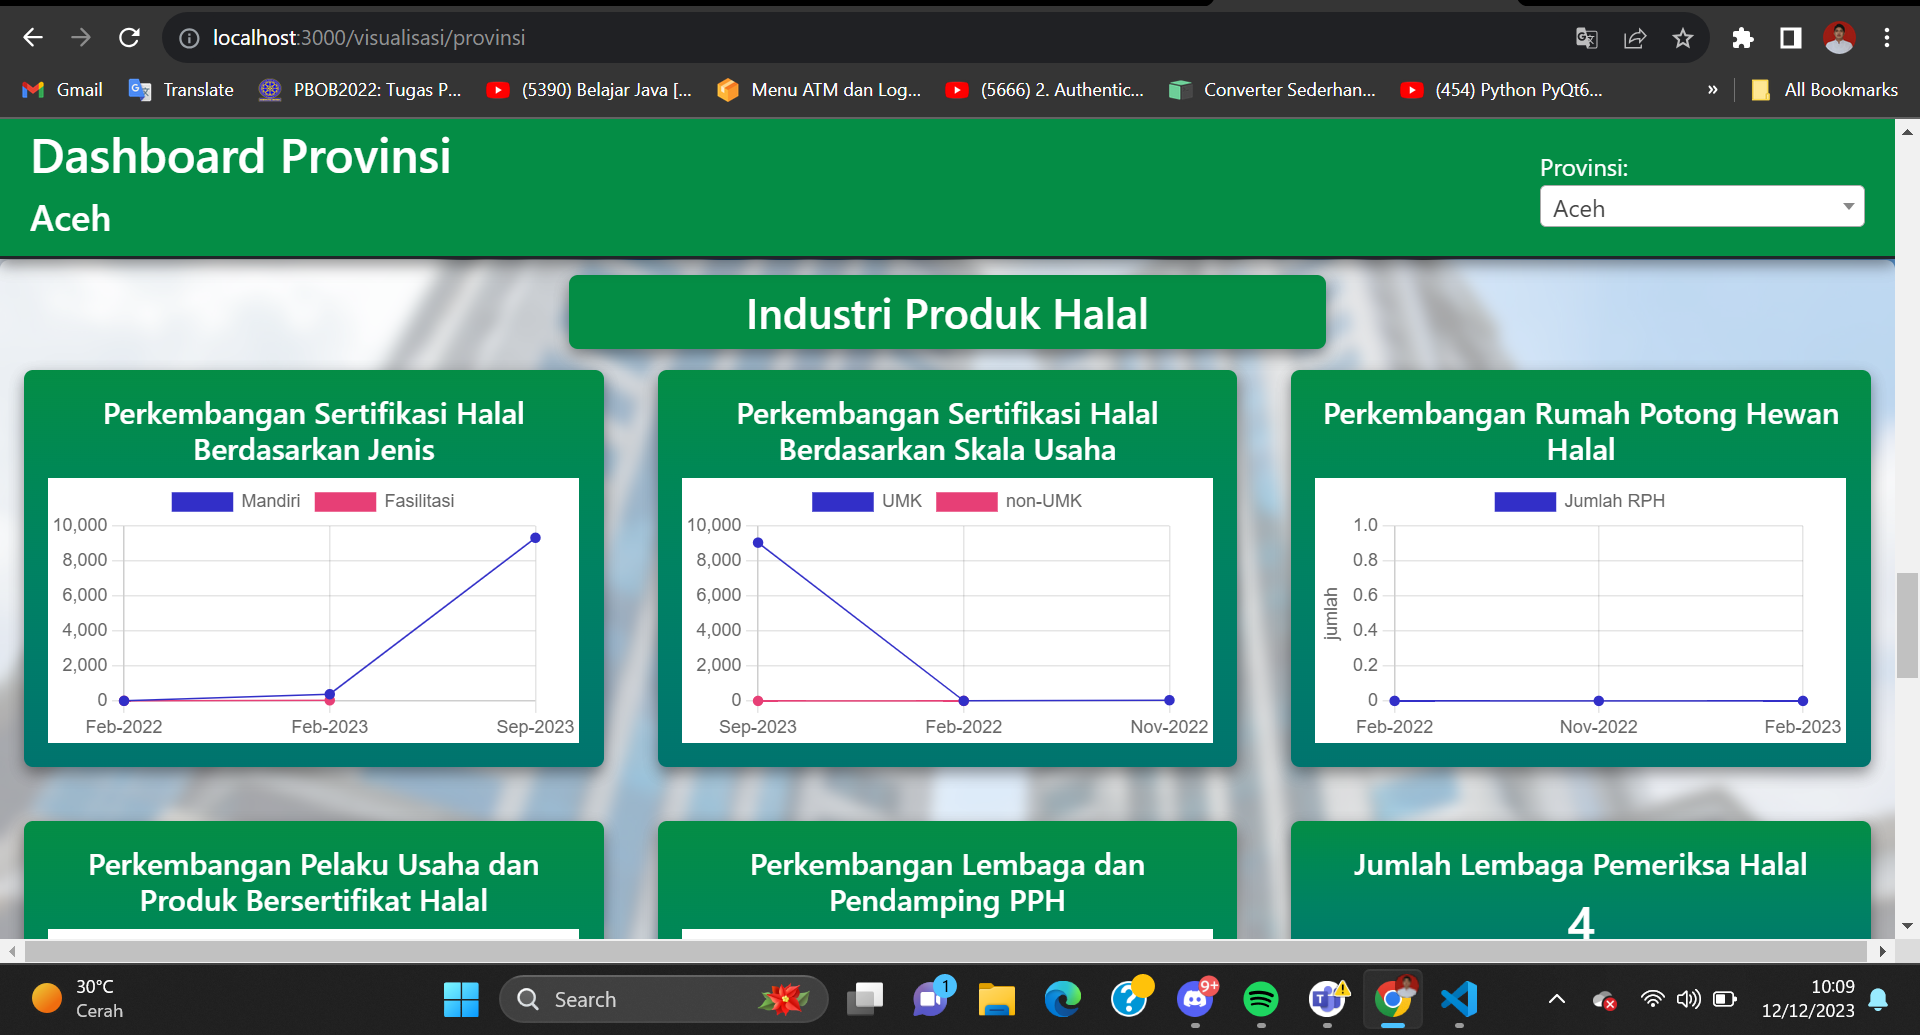 localhost:3000/visualisasi/provinsi
Gmail
Translate
PBOB2022: Tugas P...
(5390) Belajar Java [...
Menu ATM dan Log...
(5666) 2. Authentic...
Converter Sederhan...
(454) Python PyQt6...
»
All Bookmarks
Dashboard Provinsi
Aceh
Provinsi:
Aceh
Industri Produk Halal
Perkembangan Sertifikasi Halal
Berdasarkan Jenis
Mandiri Fasilitasi
10,000
8,000
6,000
4,000
2,000
0
Feb-2022 Feb-2023 Sep-2023
Perkembangan Sertifikasi Halal
Berdasarkan Skala Usaha
UMK non-UMK
10,000
8,000
6,000
4,000
2,000
0
Sep-2023 Feb-2022 Nov-2022
Perkembangan Rumah Potong Hewan
Halal
Jumlah RPH
jumlah
1.0
0.8
0.6
0.4
0.2
0
Feb-2022 Nov-2022 Feb-2023
Perkembangan Pelaku Usaha dan
Produk Bersertifikat Halal
Perkembangan Lembaga dan
Pendamping PPH
Jumlah Lembaga Pemeriksa Halal
4
30°C
Cerah
Search
1
9+
10:09
12/12/2023